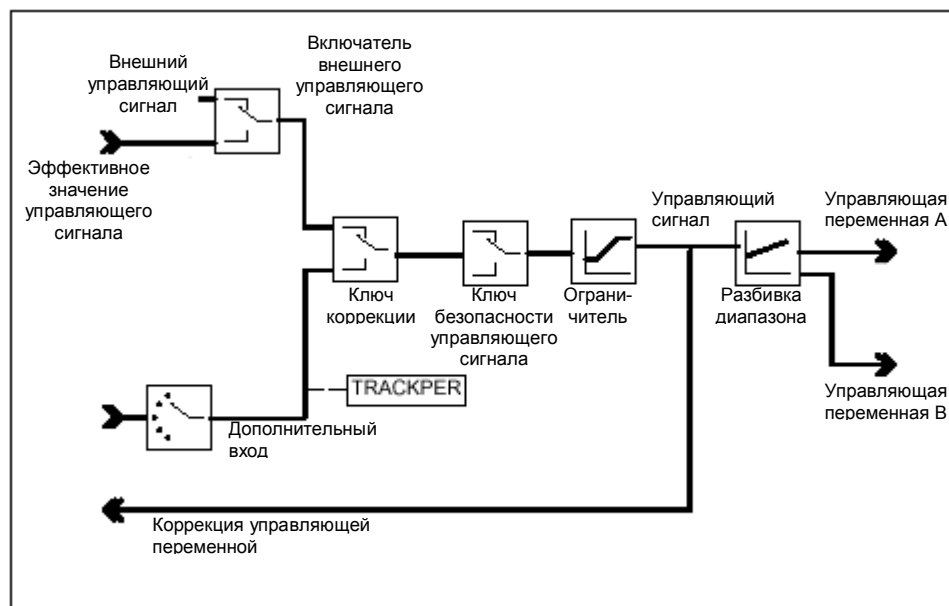 Внешний
управляющий
сигнал
Включатель
внешнего
управляющего
сигнала
Эффективное
значение
управляющего
сигнала
Управляющий
сигнал
Управляющая
переменная А
Ключ
коррекции
Ключ
безопасности
управляющего
сигнала
Ограни-
читель
Разбивка
диапазона
TRACKPER
Управляющая
переменная В
Дополнительный
вход
Коррекция управляющей
переменной